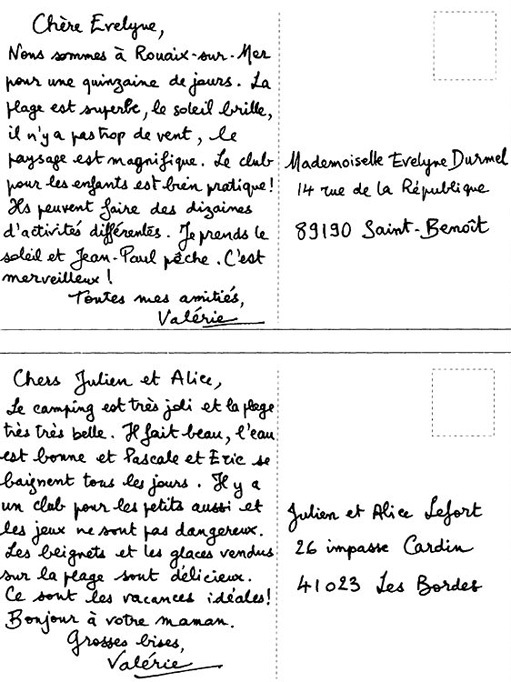 Chère Evelyne,
Nous sommes à Rouaix-sur-Mer
pour une quinzaine de jours. La
plage est superbe, le soleil brille,
il n'y a pas trop de vent, le
paysage est magnifique. Le club
pour les enfants est bien pratique!
Ils peuvent faire des dizaines
d'activités différentes. Je prends le
soleil et Jean-Paul pêche. C'est
merveilleux!
Toutes mes amitiés,
Valérie
Mademoiselle Evelyne Durmel
14 rue de la République
89190 Saint-Benoît
Chers Julien et Alice,
Le camping est très joli et la plage
très très belle. Il fait beau, l'eau
est bonne et Pascale et Eric se
baignent tous les jours. Il y a
un club pour les petits aussi et
les jeux ne sont pas dangereux.
Les beignets et les glaces vendus
sur la plage sont délicieux.
Ce sont les vacances idéales!
Bonjour à votre maman.
Grosses bises,
Valérie
Julien et Alice Lefort
26 impasse Cardin
41023 Les Bordes